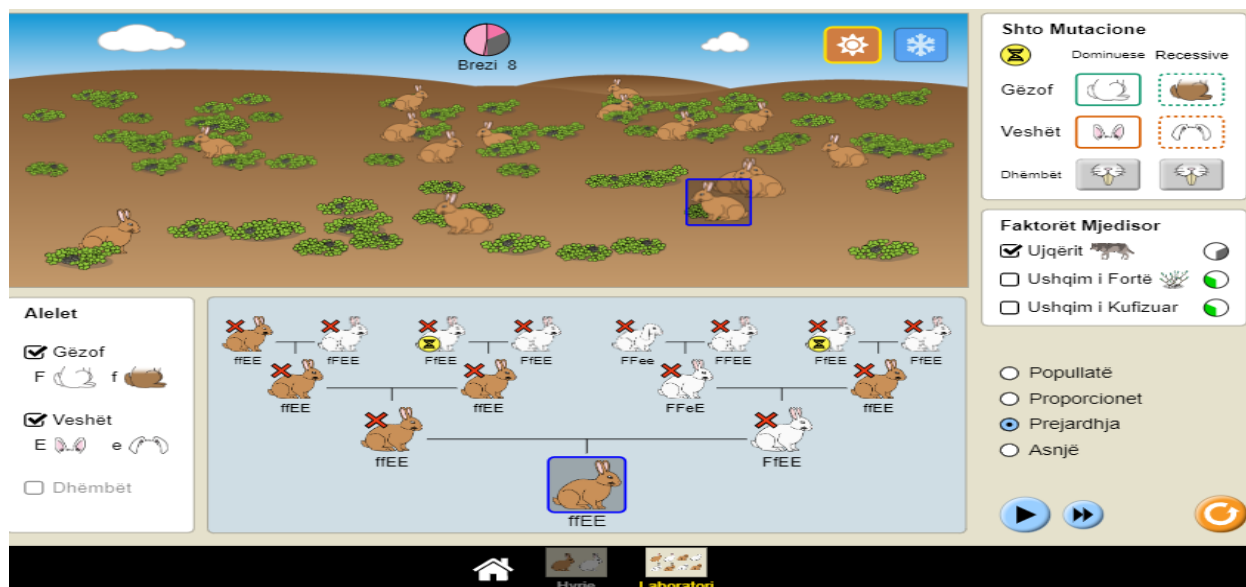 Brezi 8
Shto Mutacione
Dominuese Recessive
Gëzof
Veshët
Dhëmbët
Faktorët Mjedisor
Ujqërit
Ushqim i Fortë
Ushqim i Kufizuar
Popullatë
Proporcionet
Prejardhja
Asnjë
Alelet
Gëzof
F f
Veshët
E e
Dhëmbët
ffEE fFEE FfEE FfEE FFee FFEE FfEE FfEE
ffEE ffEE FFeE ffEE
ffEE FfEE
ffEE
Hyrje Laboratori